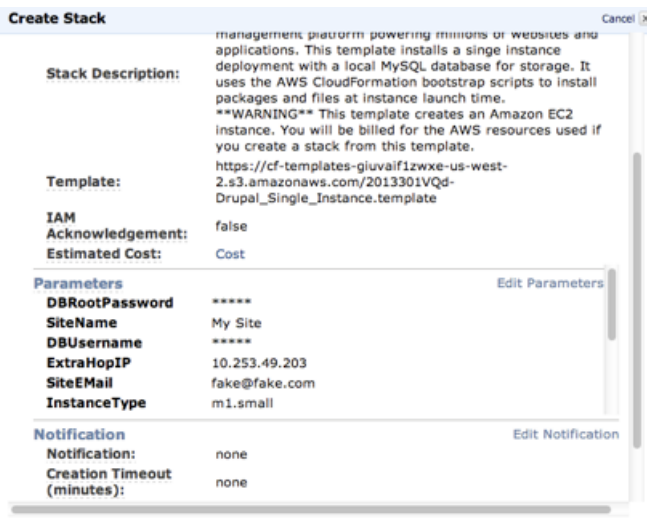 Create Stack
Cancel x
management platform powering millions of websites and
applications. This template installs a singe instance
Stack Description:
deployment with a local MySQL database for storage. It
uses the AWS CloudFormation bootstrap scripts to install
packages and files at instance launch time.
**WARNING** This template creates an Amazon EC2
instance. You will be billed for the AWS resources used if
you create a stack from this template.
Template:
https://cf-templates-giuvaif1zwxe-us-west-
2.s3.amazonaws.com/2013301VQd-
Drupal_Single_Instance.template
IAM
Acknowledgement:
false
Estimated Cost: Cost
Parameters Edit Parameters
DBRootPassword *****
SiteName My Site
DBUsername *****
ExtraHopIP 10.253.49.203
SiteEMail fake@fake.com
InstanceType m1.small
Notification Edit Notification
Notification: none
Creation Timeout
(minutes):
none